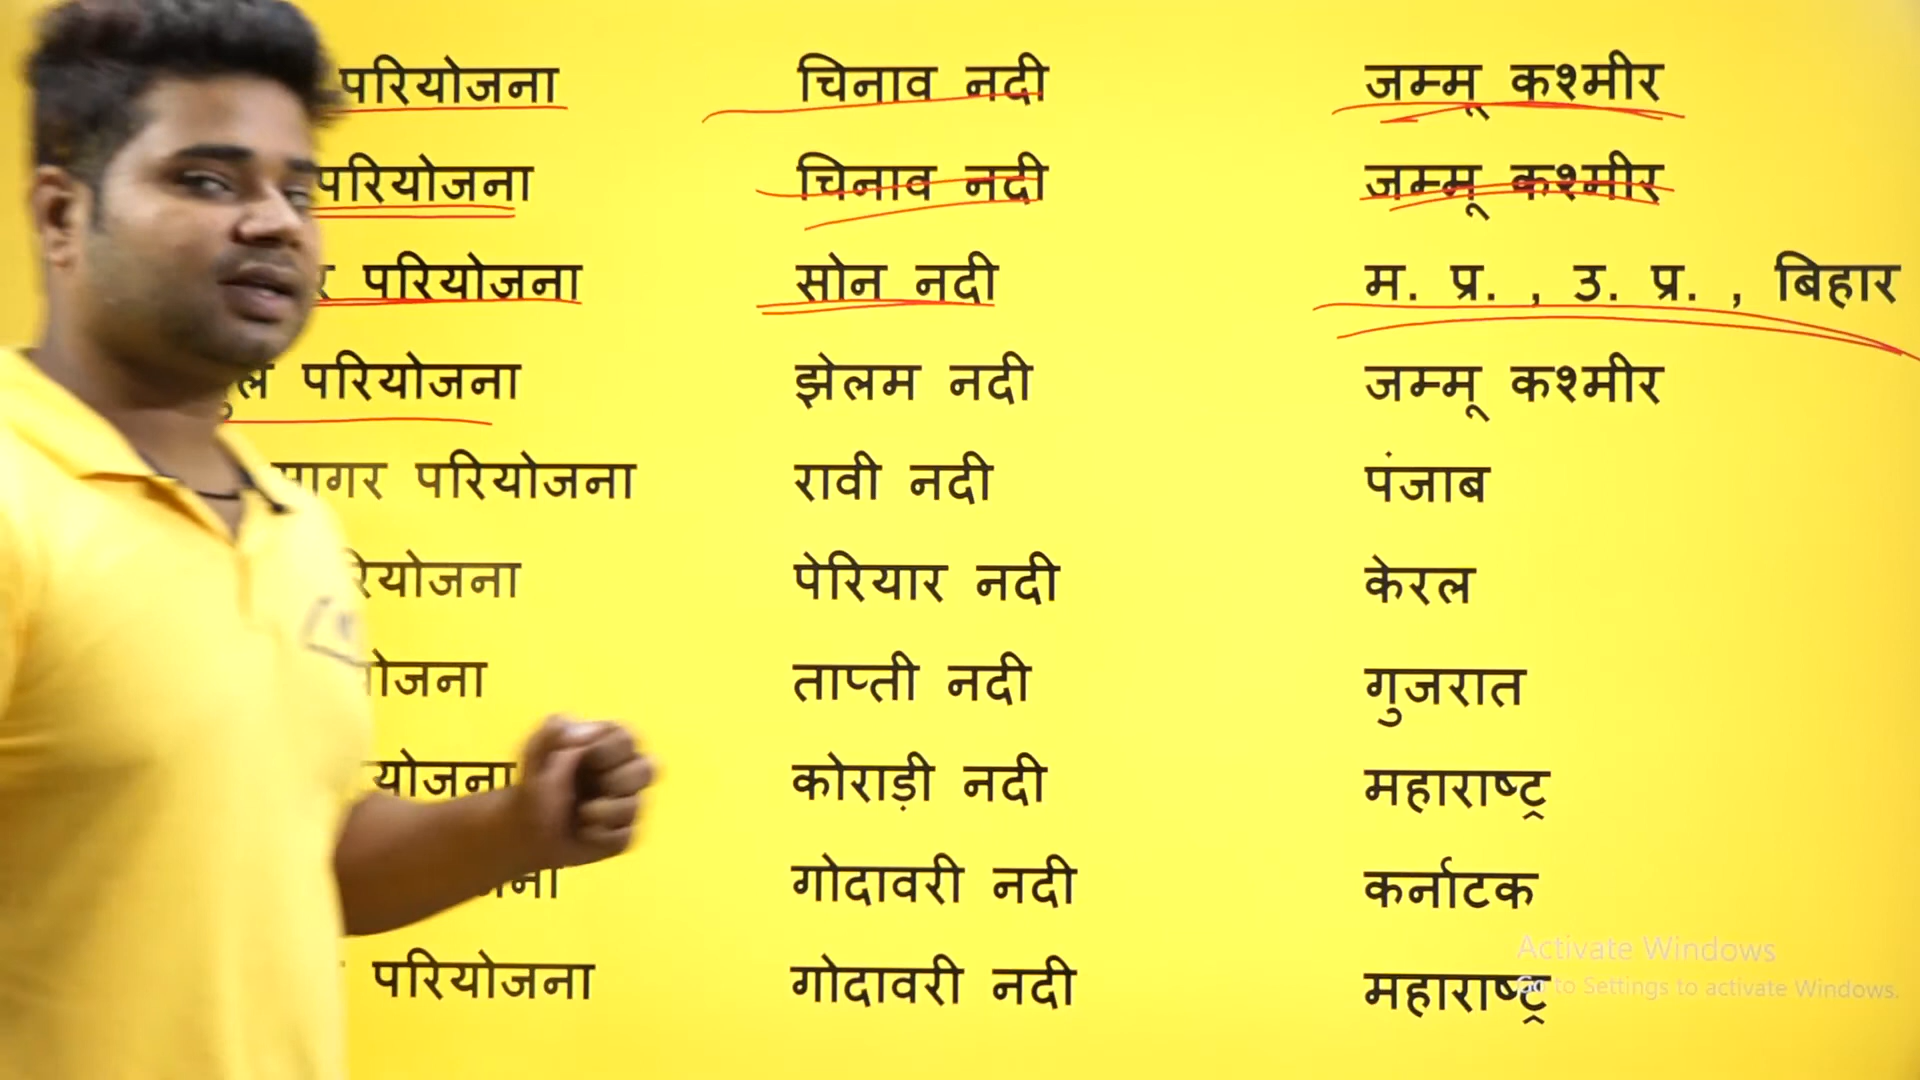 परियोजना चिनाव नदी जम्मू कश्मीर
परियोजना चिनाव नदी जम्मू कश्मीर
परियोजना सोन नदी म. प्र. , उ. प्र. , बिहार
परियोजना झेलम नदी जम्मू कश्मीर
परियोजना रावी नदी पंजाब
पेरियार नदी केरल
ताप्ती नदी गुजरात
कोराड़ी नदी महाराष्ट्र
गोदावरी नदी कर्नाटक
परियोजना गोदावरी नदी महाराष्ट्र
Activate Windows
Go to Settings to activate Windows.